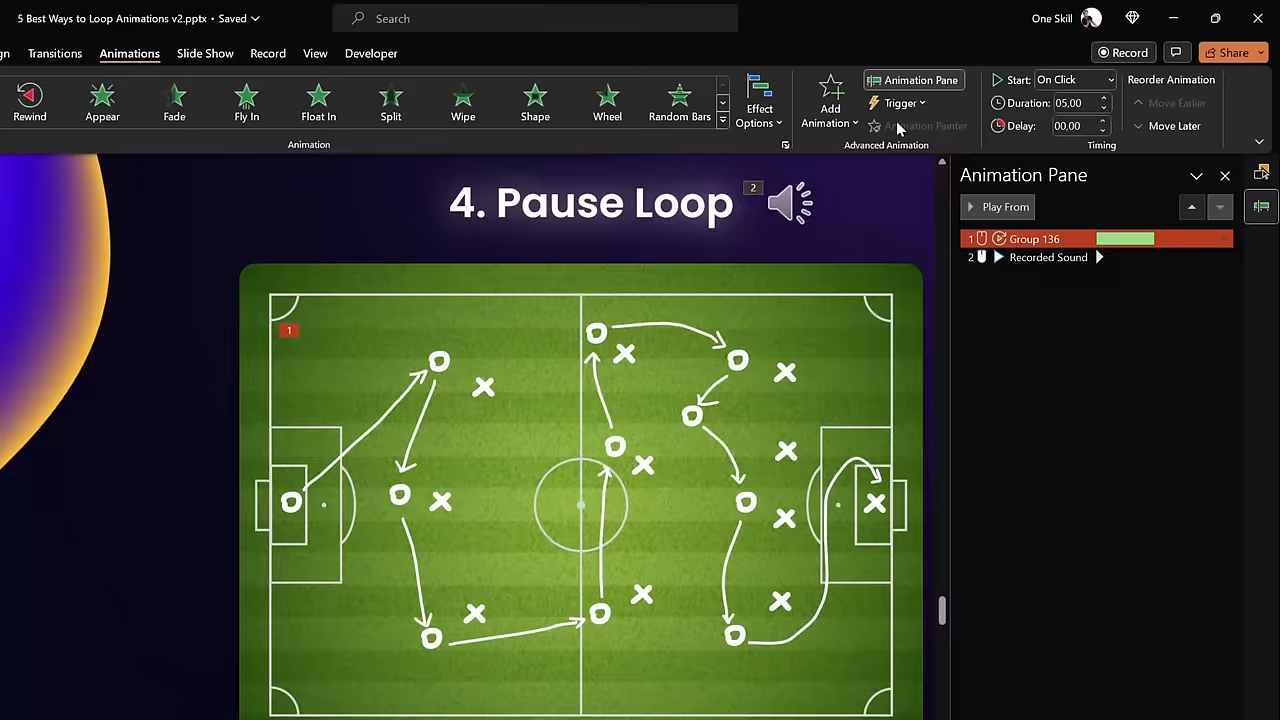 5 Best Ways to Loop Animations v2.pptx • Saved
Search
One Skill
gn Transitions Animations Slide Show Record View Developer
Record
Share
Rewind Appear Fade Fly In Float In Split Wipe Shape Wheel Random Bars
Effect Options
Add Animation
Animation Pane
Trigger
Animation Painter
Start: On Click
Duration: 05,00
Delay: 00,00
Reorder Animation
Move Earlier
Move Later
Animation
Advanced Animation
Timing
4. Pause Loop
2
Animation Pane
Play From
1 Group 136
2 Recorded Sound
1